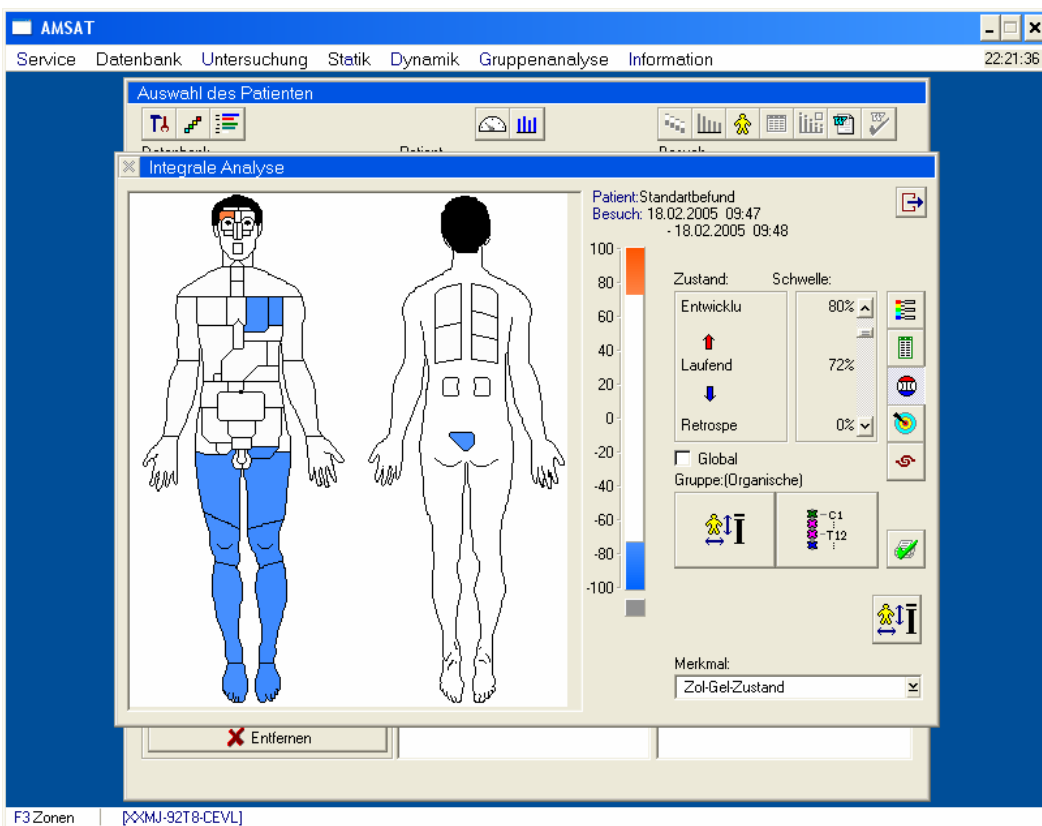 AMSAT
Service Datenbank Untersuchung Statik Dynamik Gruppenanalyse Information 22:21:36
Auswahl des Patienten
Datenbank Patient Besuch
Integrale Analyse
Patient:Standartbefund
Besuch: 18.02.2005 09:47
- 18.02.2005 09:48
100
80
60
40
20
0
-20
-40
-60
-80
-100
Zustand: Schwelle:
Entwicklu 80%
Laufend 72%
Retrospe 0%
Global
Gruppe:(Organische)
C1
T12
Merkmal:
Zol-Gel-Zustand
Entfernen
F3 Zonen [XXMJ-92T8-CEVL]